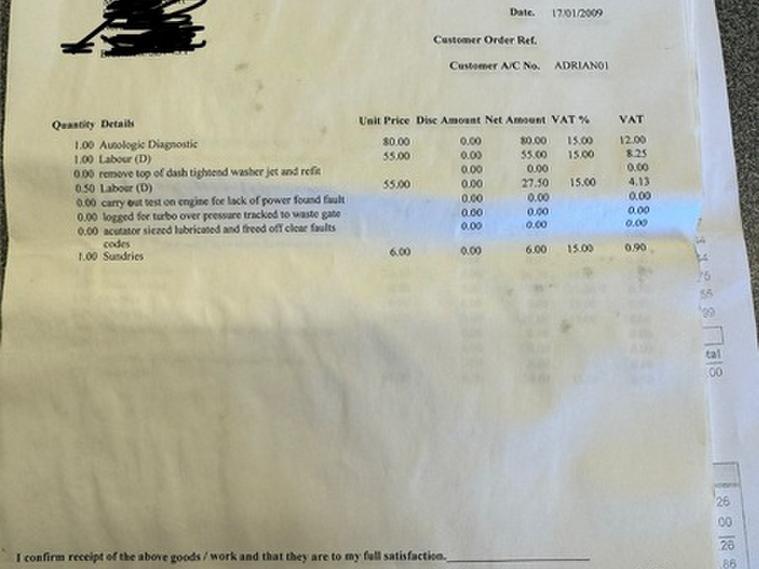 Date. 17/01/2009
Customer Order Ref.
Customer A/C No. ADRIAN01
Quantity Details Unit Price Disc Amount Net Amount VAT % VAT
1.00 Autologic Diagnostic 80.00 0.00 80.00 15.00 12.00
1.00 Labour (D) 55.00 0.00 55.00 15.00 8.25
0.00 remove top of dash tightend washer jet and refit 0.00 0.00 0.00
0.50 Labour (D) 55.00 0.00 27.50 15.00 4.13
0.00 carry out test on engine for lack of power found fault 0.00 0.00 0.00
0.00 logged for turbo over pressure tracked to waste gate 0.00 0.00 0.00
0.00 acutator siezed lubricated and freed off clear faults 0.00 0.00 0.00
codes
1.00 Sundries 6.00 0.00 6.00 15.00 0.90
99
tal
00
26
00
26
86
I confirm receipt of the above goods / work and that they are to my full satisfaction.